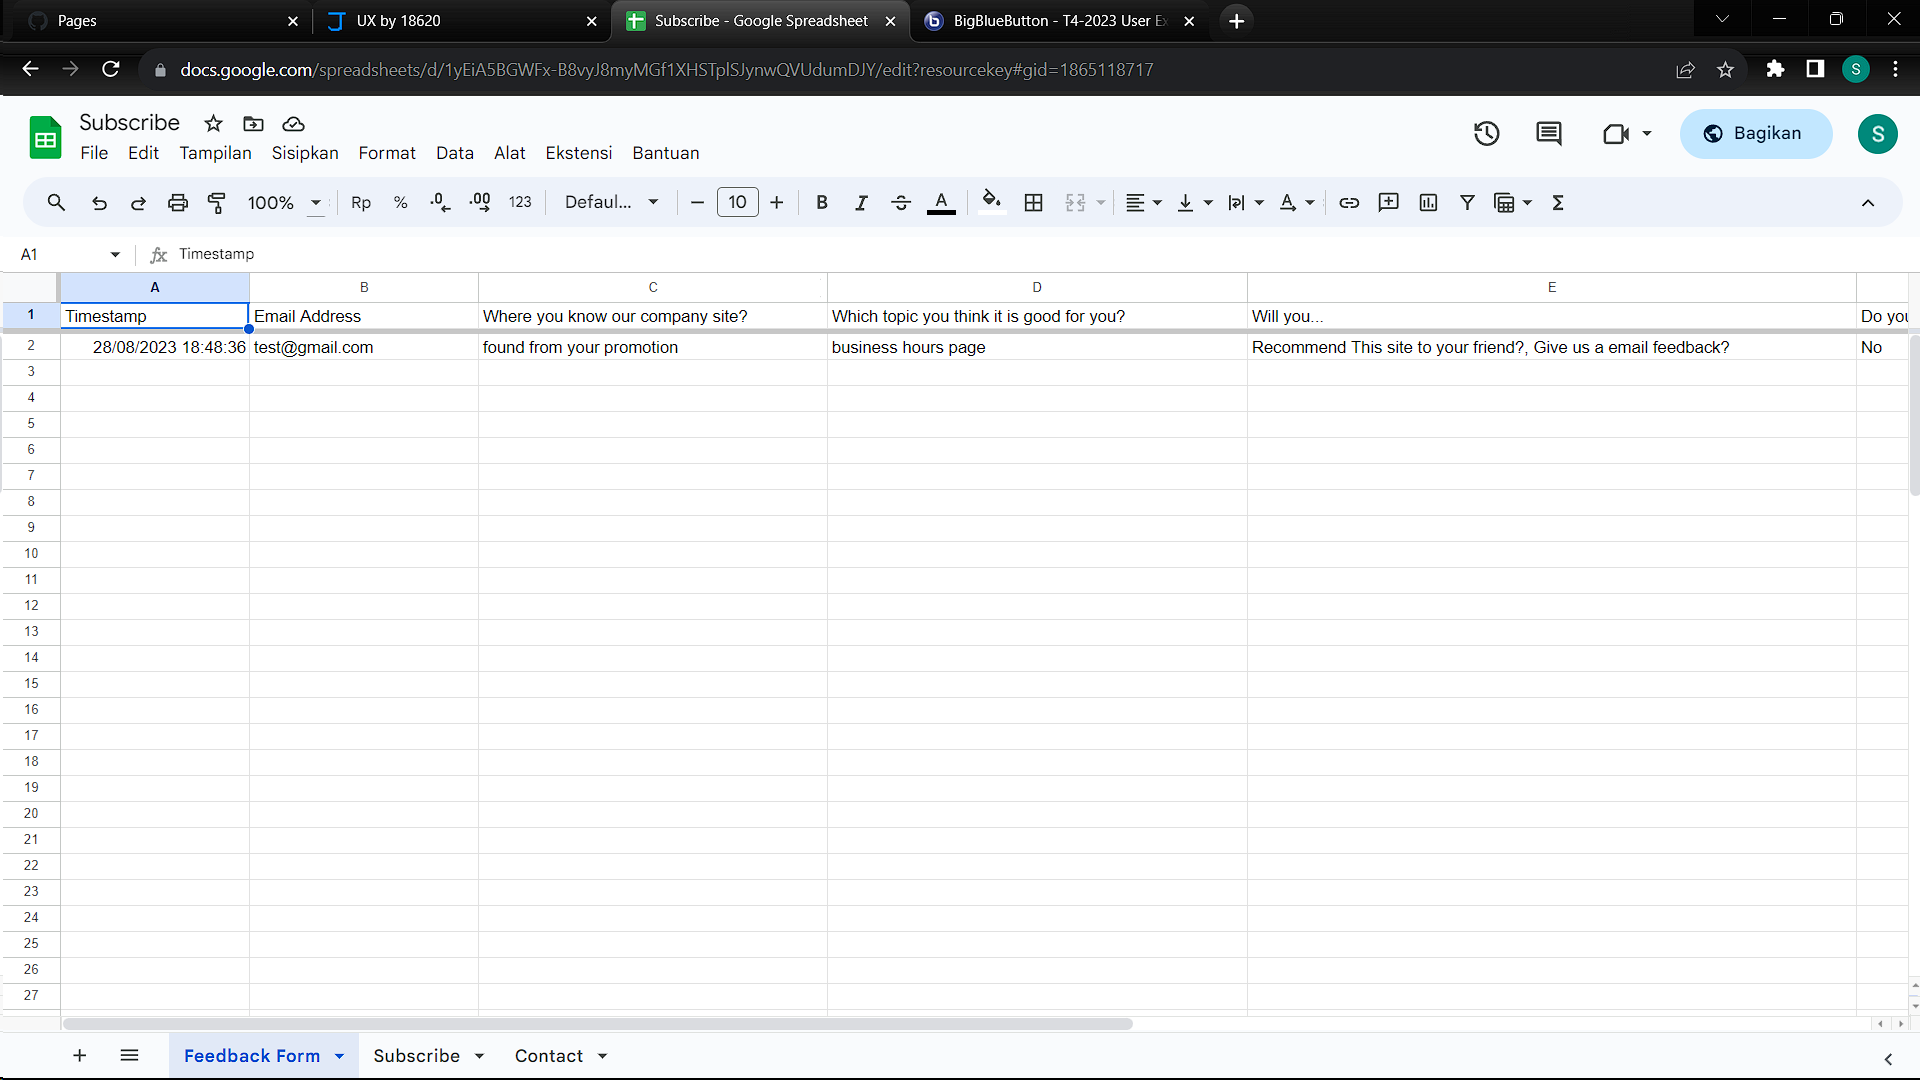 Pages
UX by 18620
Subscribe - Google Spreadsheet
BigBlueButton - T4-2023 User Ex
docs.google.com/spreadsheets/d/1yEiA5BGWFx-B8vyJ8myMGf1XHSTplSJynwQVUdumDJY/edit?resourcekey#gid=1865118717
S
Subscribe
File Edit Tampilan Sisipkan Format Data Alat Ekstensi Bantuan
Bagikan
S
100% Rp % .0 .00 123 Defaul... 10 B I S A A Σ
A1 fx Timestamp
A B C D E
1 Timestamp Email Address Where you know our company site? Which topic you think it is good for you? Will you... Do you
2 28/08/2023 18:48:36 test@gmail.com found from your promotion business hours page Recommend This site to your friend?, Give us a email feedback? No
3
4
5
6
7
8
9
10
11
12
13
14
15
16
17
18
19
20
21
22
23
24
25
26
27
Feedback Form Subscribe Contact